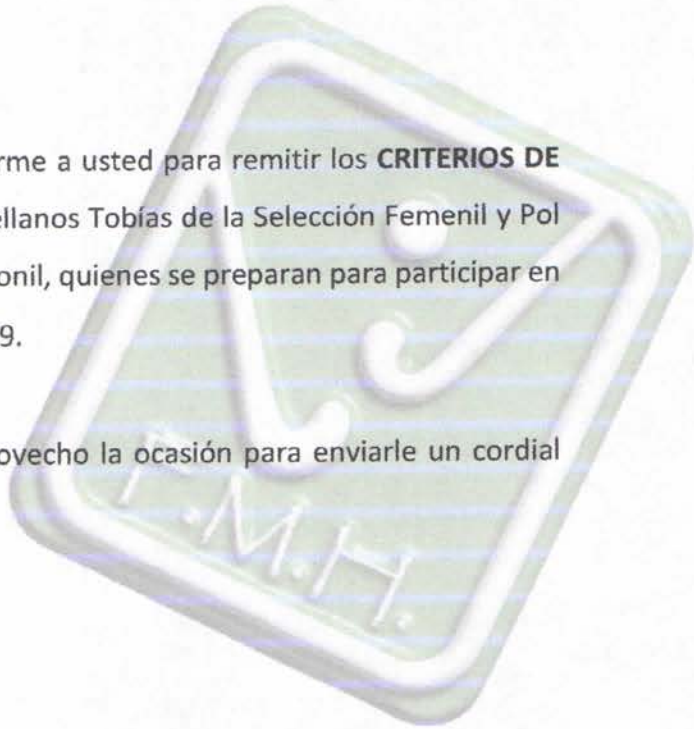 rme a usted para remitir los CRITERIOS DE
ellanos Tobías de la Selección Femenil y Pol
onil, quienes se preparan para participar en
9.
ovecho la ocasión para enviarle un cordial
F.M.H.